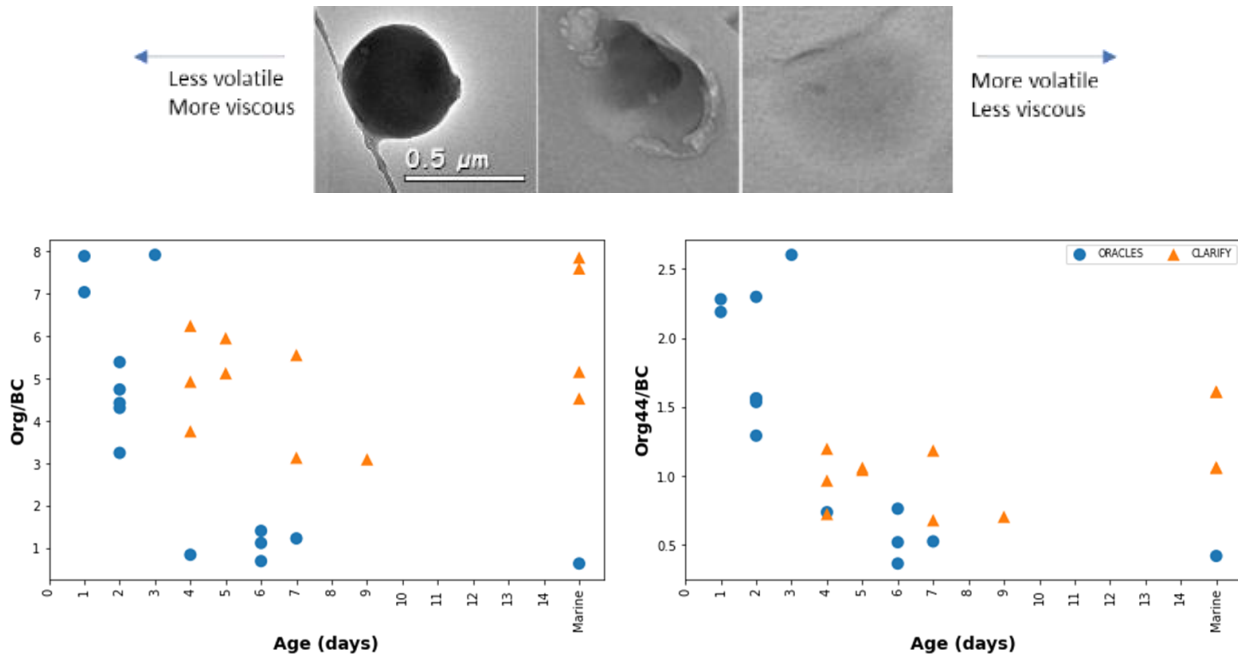 Less volatile
More viscous
0.5 μm
More volatile
Less viscous
8
7
6
5
4
3
2
1
Org/BC
0 1 2 3 4 5 6 7 8 9 10 11 12 13 14 Marine
Age (days)
ORACLES CLARIFY
2.5
2.0
1.5
1.0
0.5
Org44/BC
0 1 2 3 4 5 6 7 8 9 10 11 12 13 14 Marine
Age (days)